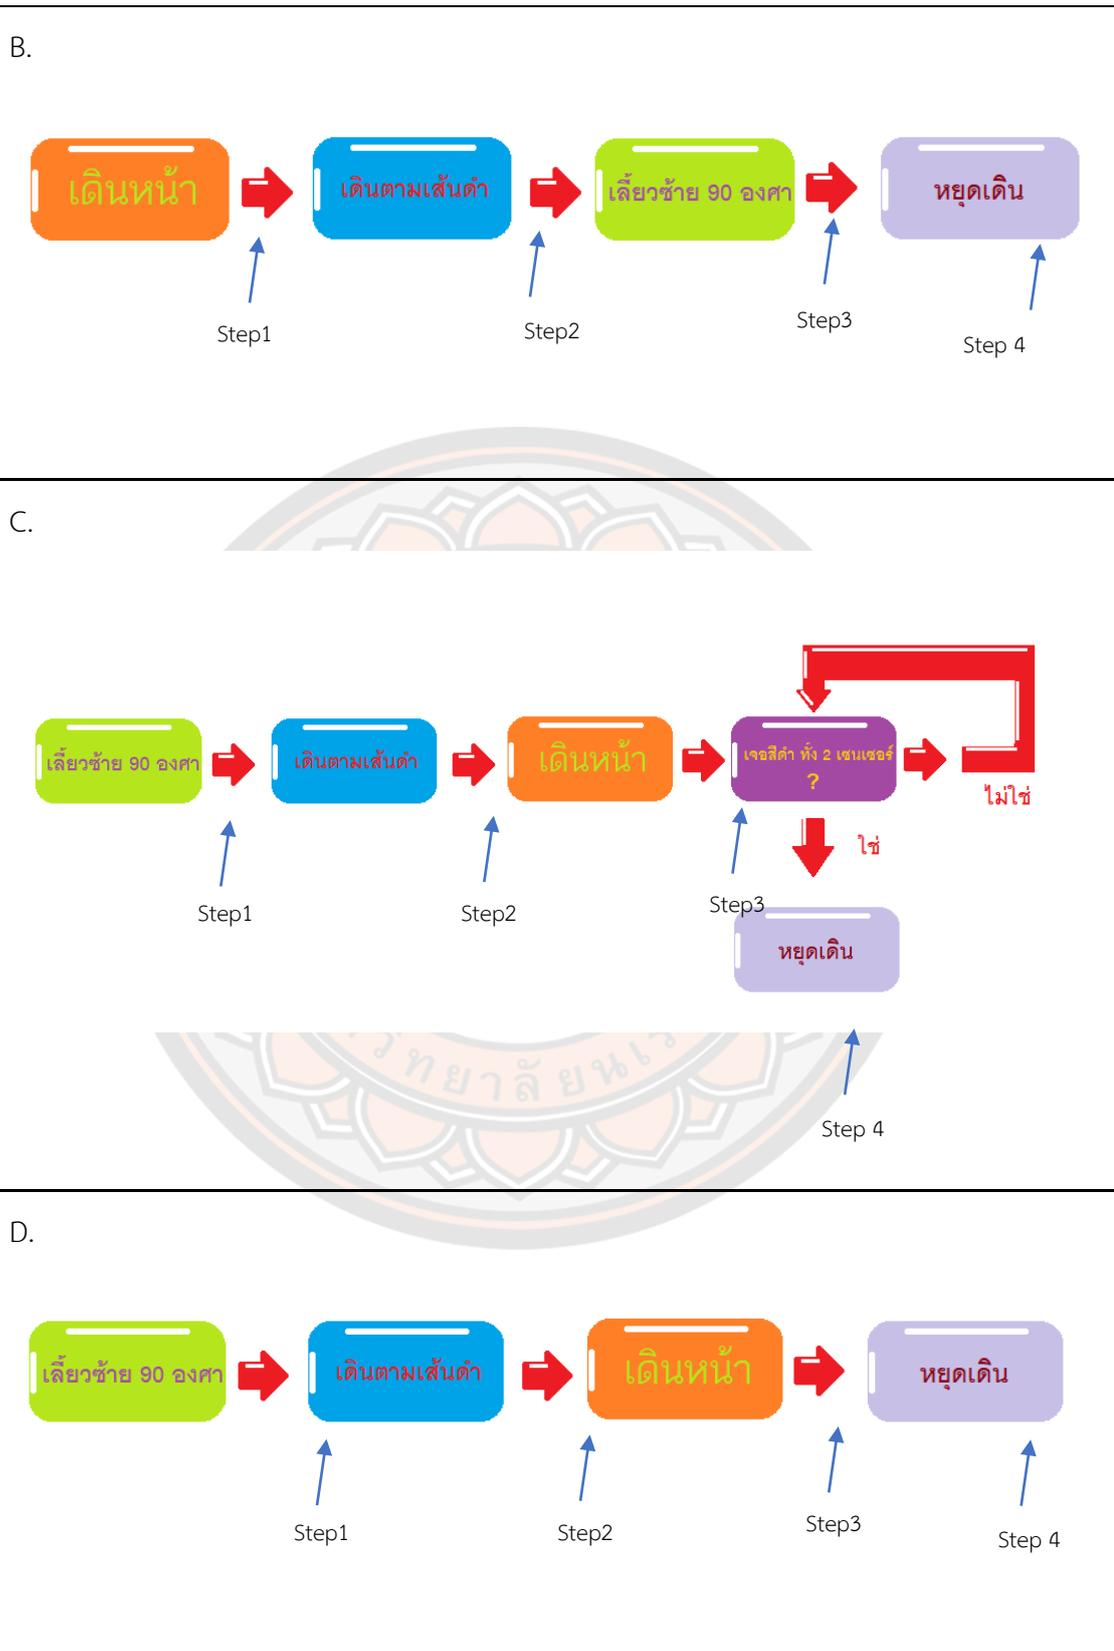 B.
เดินหน้า
เดินตามเส้นดำ
เลี้ยวซ้าย 90 องศา
หยุดเดิน
Step1
Step2
Step3
Step 4
C.
เลี้ยวซ้าย 90 องศา
เดินตามเส้นดำ
เดินหน้า
เจอสีดำ ทั้ง 2 เซนเซอร์
?
ไม่ใช่
ใช่
Step1
Step2
Step3
หยุดเดิน
Step 4
D.
เลี้ยวซ้าย 90 องศา
เดินตามเส้นดำ
เดินหน้า
หยุดเดิน
Step1
Step2
Step3
Step 4